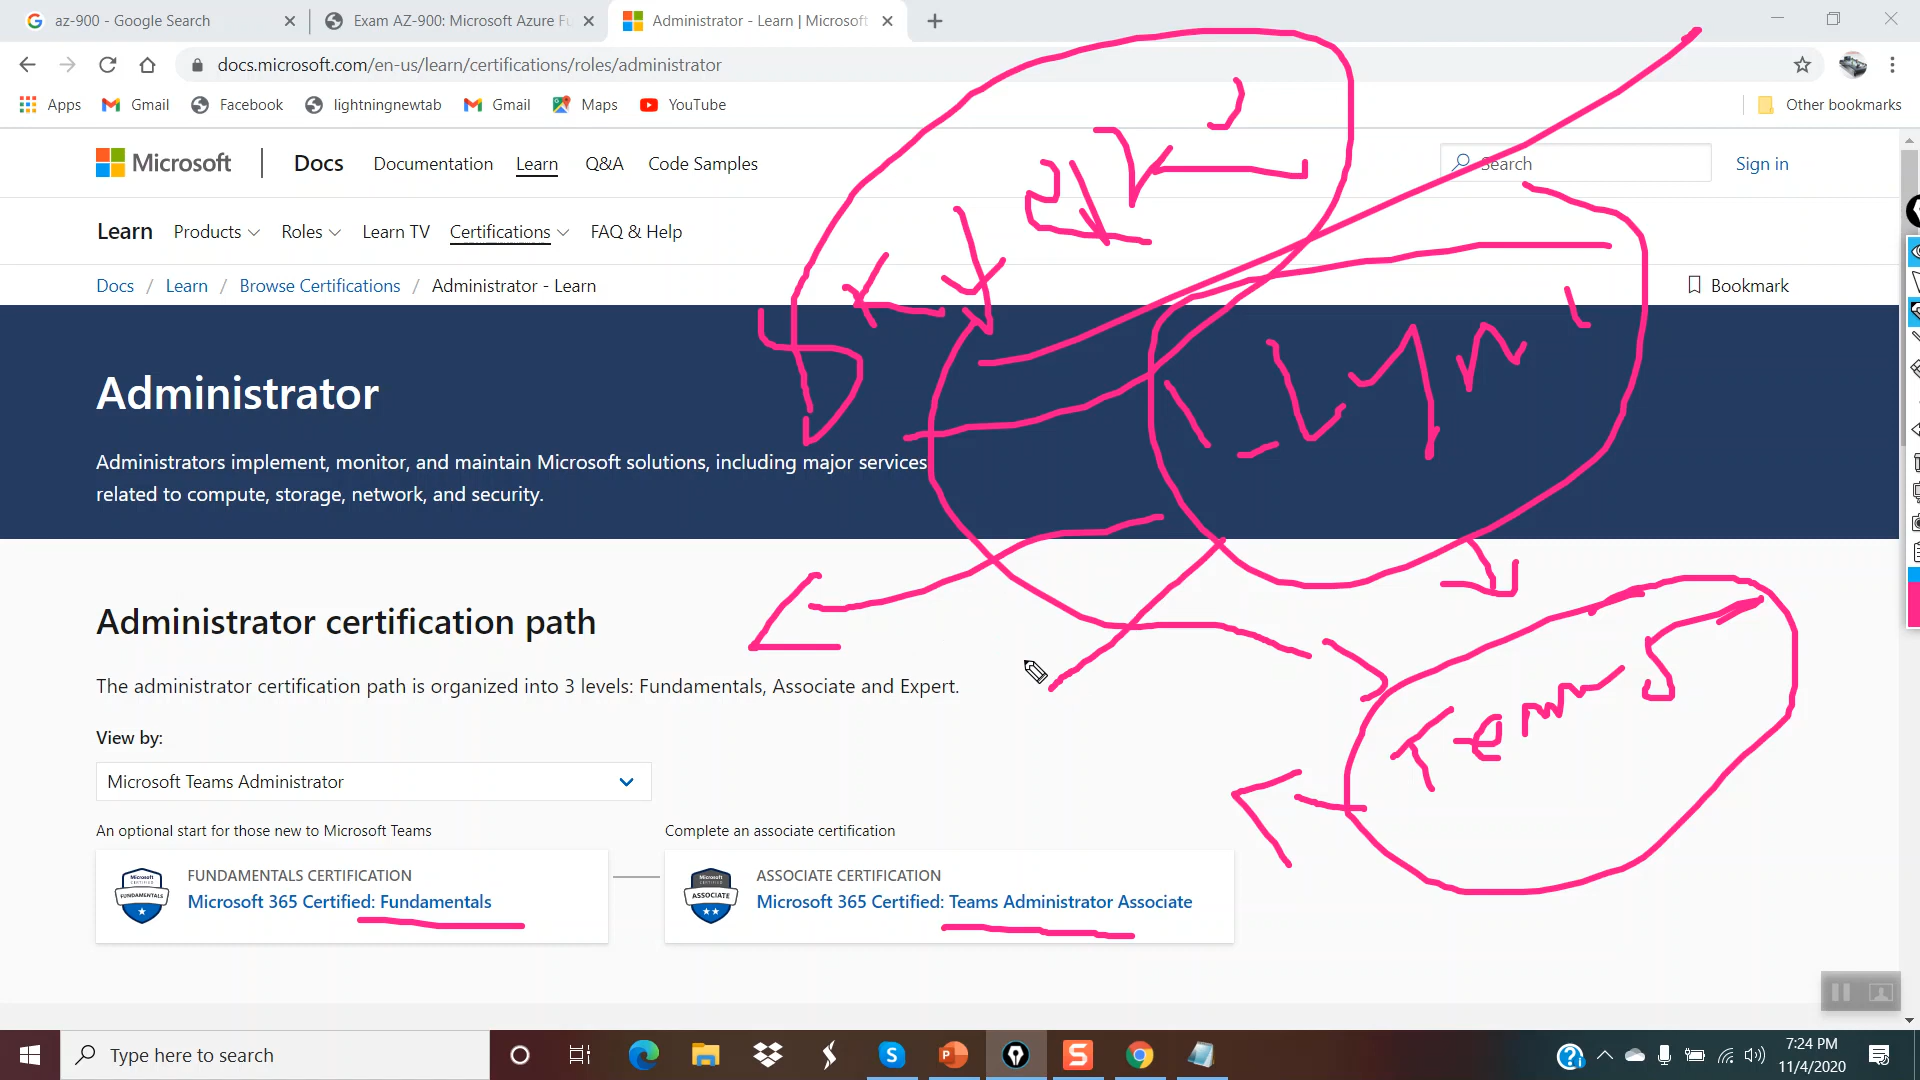 az-900 - Google Search
Exam AZ-900: Microsoft Azure Fu
Administrator - Learn | Microsoft
docs.microsoft.com/en-us/learn/certifications/roles/administrator
Apps Gmail Facebook lightningnewtab Gmail Maps YouTube Other bookmarks
Microsoft Docs Documentation Learn Q&A Code Samples Search Sign in
Learn Products Roles Learn TV Certifications FAQ & Help
Docs / Learn / Browse Certifications / Administrator - Learn Bookmark
Administrator
Administrators implement, monitor, and maintain Microsoft solutions, including major services
related to compute, storage, network, and security.
Administrator certification path
The administrator certification path is organized into 3 levels: Fundamentals, Associate and Expert.
View by:
Microsoft Teams Administrator
An optional start for those new to Microsoft Teams
Complete an associate certification
FUNDAMENTALS CERTIFICATION
Microsoft 365 Certified: Fundamentals
ASSOCIATE CERTIFICATION
Microsoft 365 Certified: Teams Administrator Associate
Type here to search
7:24 PM
11/4/2020